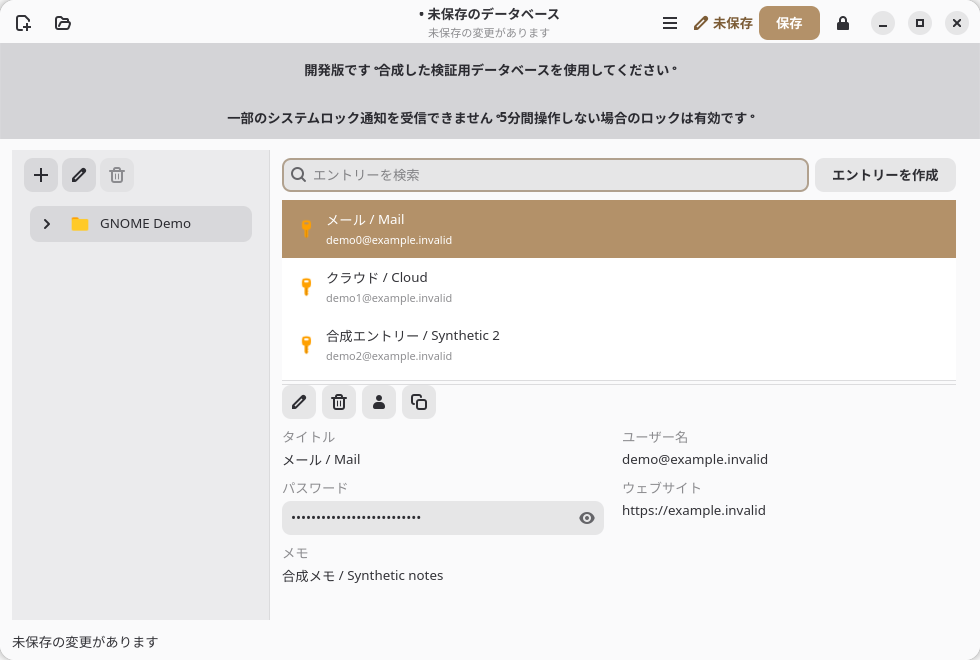 • 未保存のデータベース
未保存の変更があります
未保存
保存
開発版です。合成した検証用データベースを使用してください。
一部のシステムロック通知を受信できません。5分間操作しない場合のロックは有効です。
GNOME Demo
エントリーを検索
エントリーを作成
メール / Mail
demo0@example.invalid
クラウド / Cloud
demo1@example.invalid
合成エントリー / Synthetic 2
demo2@example.invalid
タイトル
メール / Mail
ユーザー名
demo@example.invalid
パスワード
••••••••••••••••••••••••••
ウェブサイト
https://example.invalid
メモ
合成メモ / Synthetic notes
未保存の変更があります